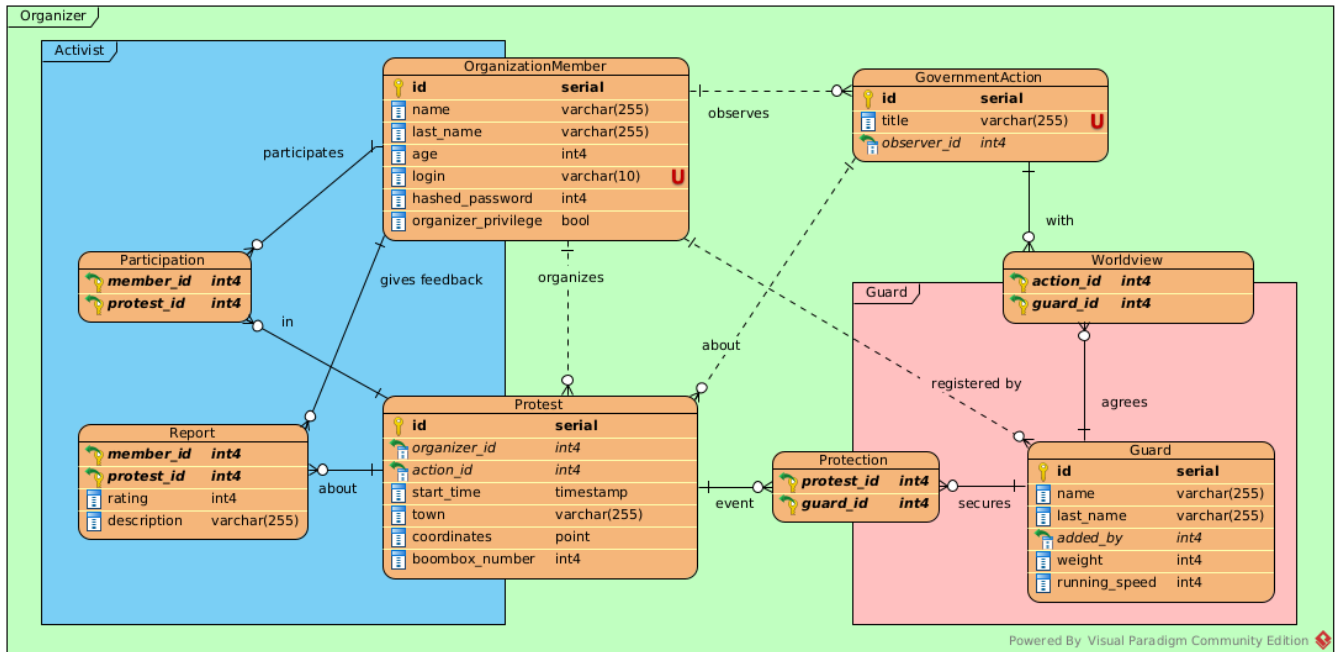 Organizer
Activist
OrganizationMember
id serial
name varchar(255)
last_name varchar(255)
age int4
login varchar(10) U
hashed_password int4
organizer_privilege bool
observes
GovernmentAction
id serial
title varchar(255) U
observer_id int4
participates
with
Participation
member_id int4
protest_id int4
gives feedback
organizes
Worldview
action_id int4
guard_id int4
Guard
in
about
registered by
agrees
Protest
id serial
organizer_id int4
action_id int4
start_time timestamp
town varchar(255)
coordinates point
boombox_number int4
Report
member_id int4
protest_id int4
rating int4
description varchar(255)
about
event
Protection
protest_id int4
guard_id int4
secures
Guard
id serial
name varchar(255)
last_name varchar(255)
added_by int4
weight int4
running_speed int4
Powered By Visual Paradigm Community Edition